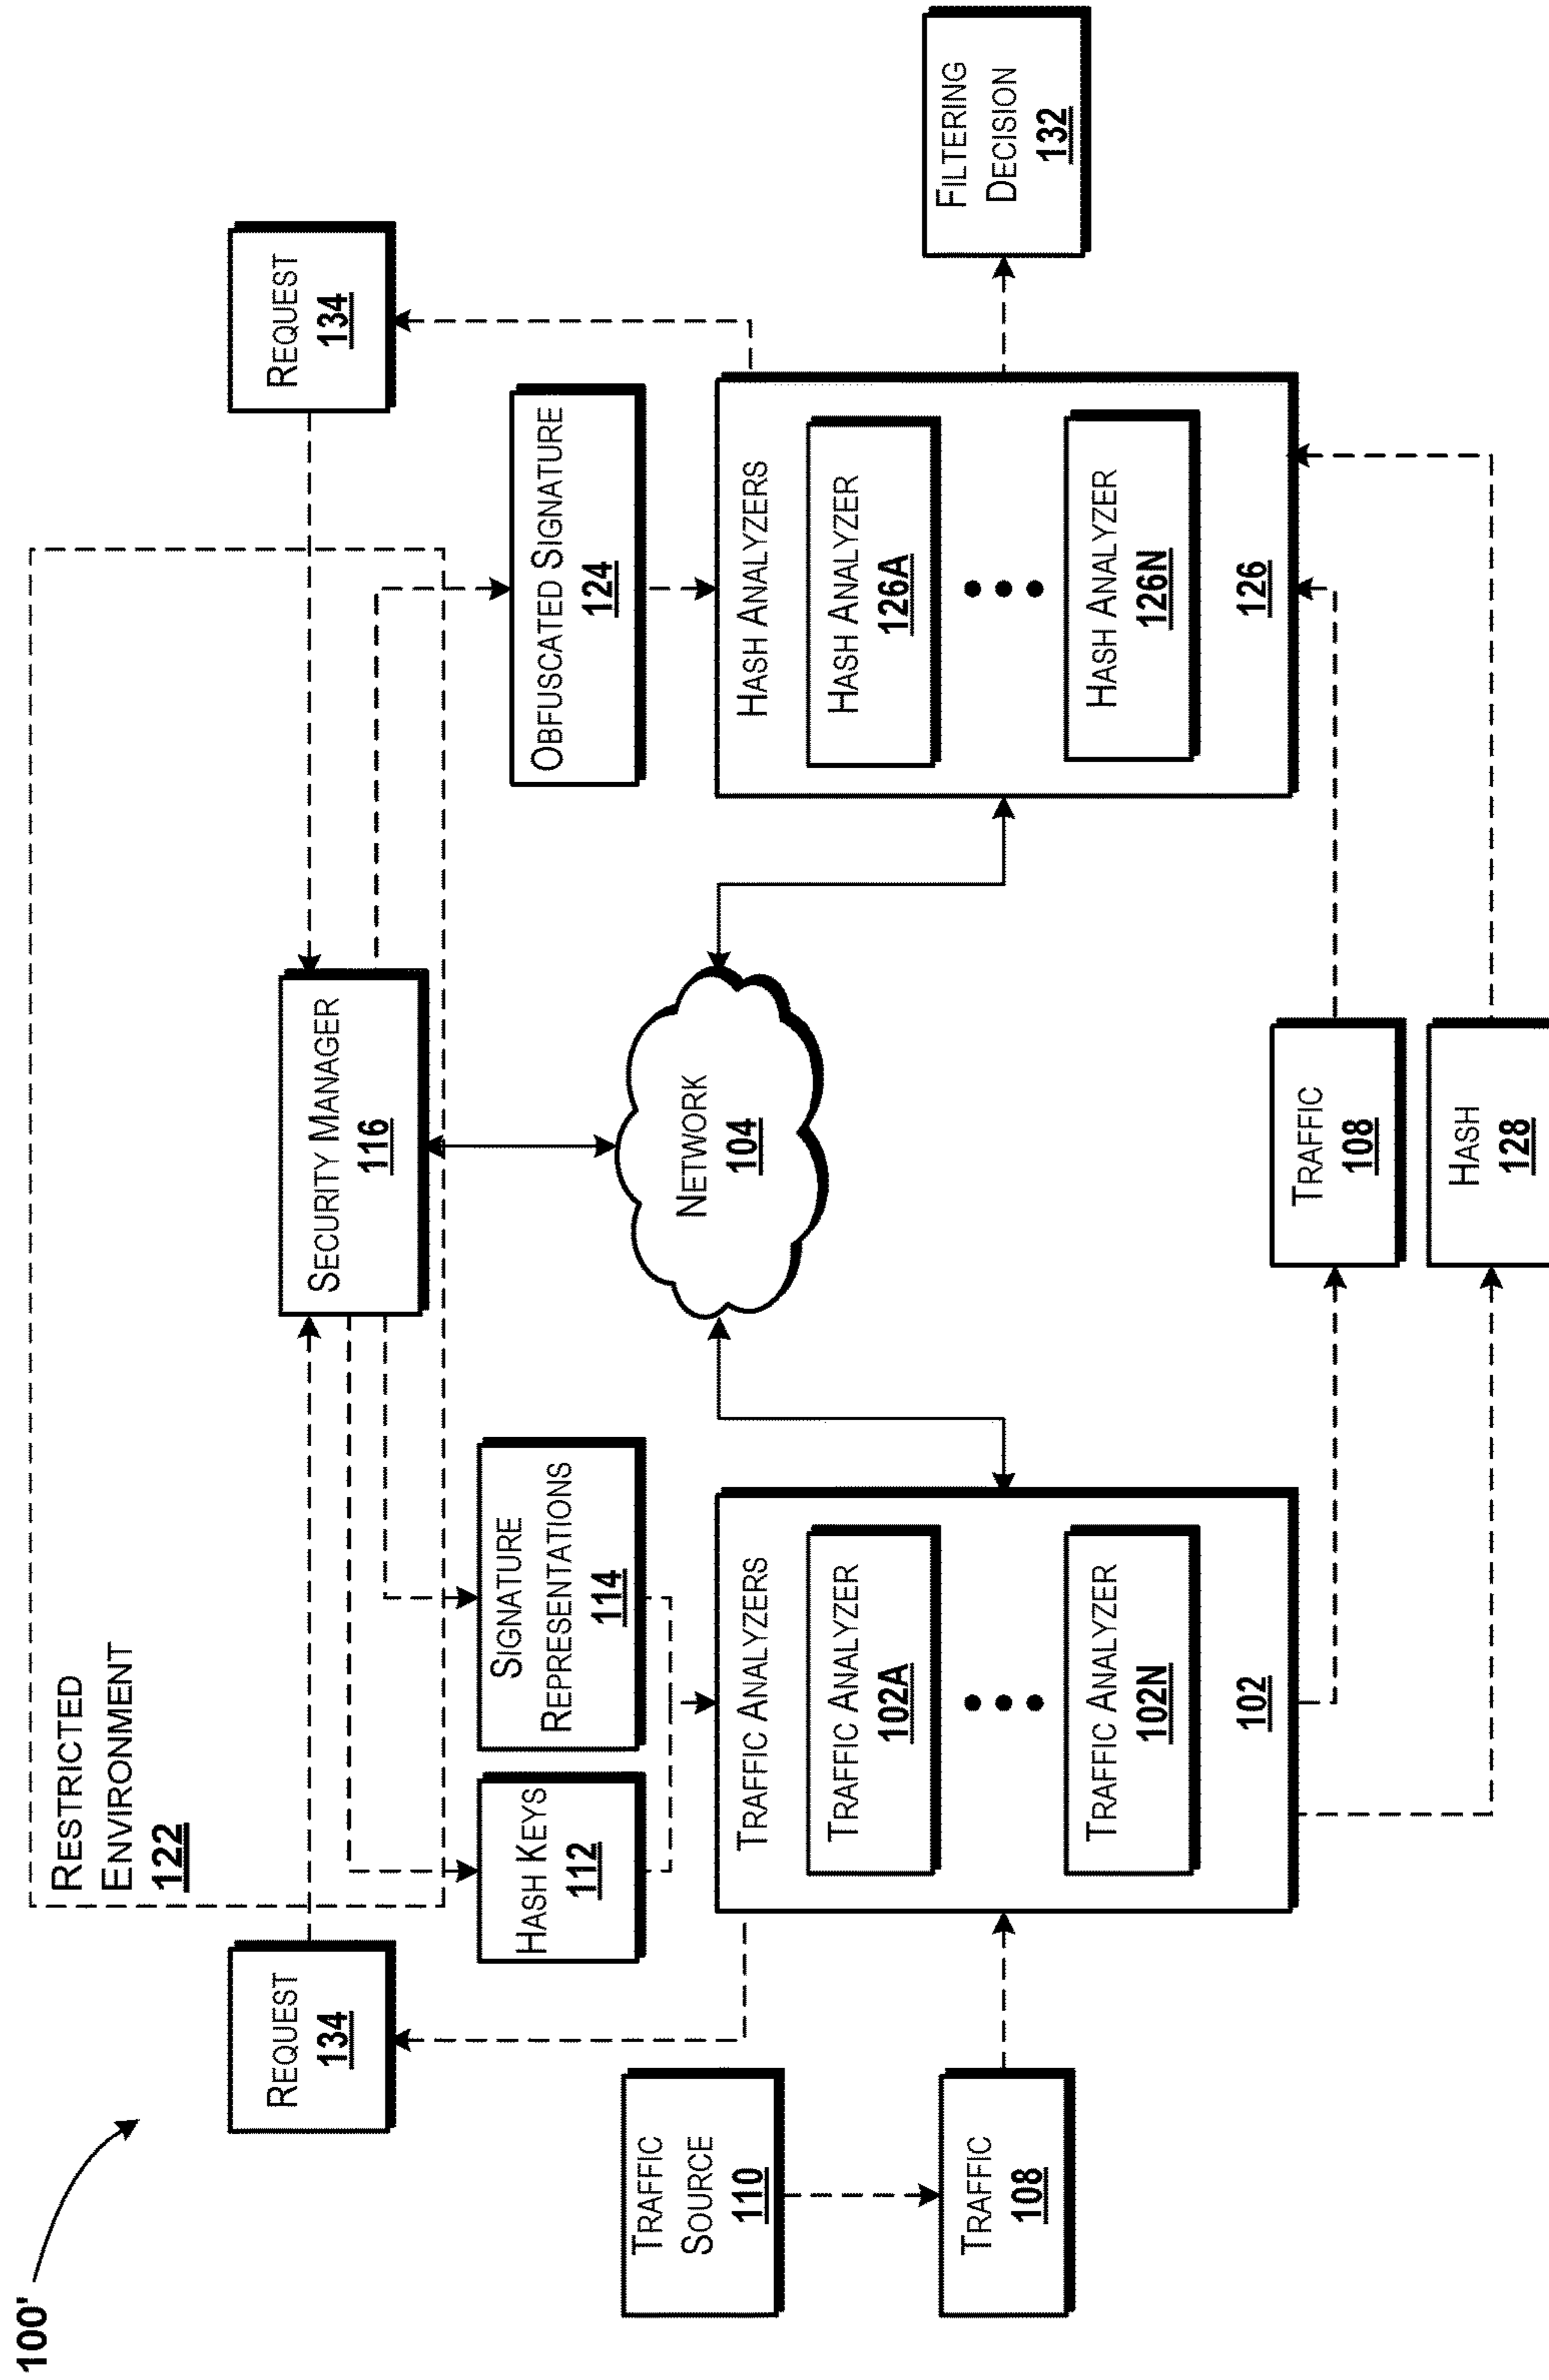 100'
RESTRICTED
ENVIRONMENT
122
REQUEST
134
SECURITY MANAGER
116
REQUEST
134
HASH KEYS
112
SIGNATURE
REPRESENTATIONS
114
OBFUSCATED SIGNATURE
124
TRAFFIC
SOURCE
110
NETWORK
104
TRAFFIC ANALYZERS
TRAFFIC ANALYZER
102A
TRAFFIC ANALYZER
102N
102
HASH ANALYZERS
HASH ANALYZER
126A
HASH ANALYZER
126N
126
TRAFFIC
108
FILTERING
DECISION
132
TRAFFIC
108
HASH
128